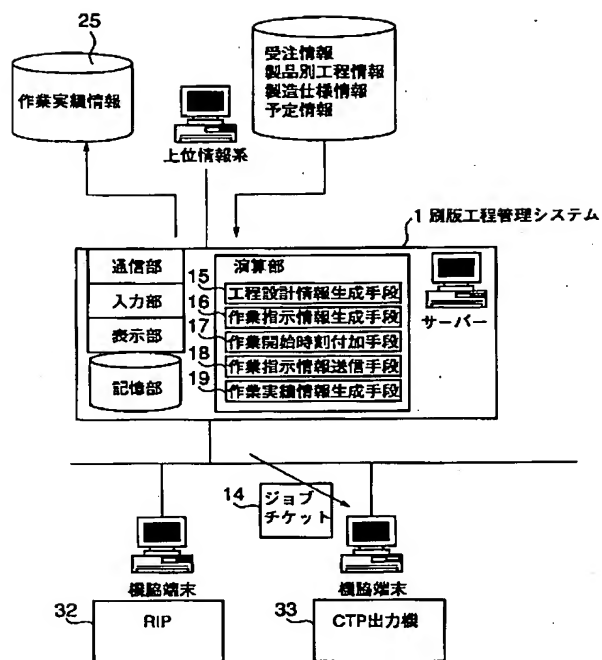 25
作業実績情報
受注情報
製品別工程情報
製造仕様情報
予定情報
上位情報系
1 刷版工程管理システム
通信部
入力部
表示部
記憶部
演算部
15
工程設計情報生成手段
16
作業指示情報生成手段
17
作業開始時刻付加手段
18
作業指示情報送信手段
19
作業実績情報生成手段
サーバー
14
ジョブ
チケット
機脇端末
機脇端末
32
RIP
33
CTP出力機